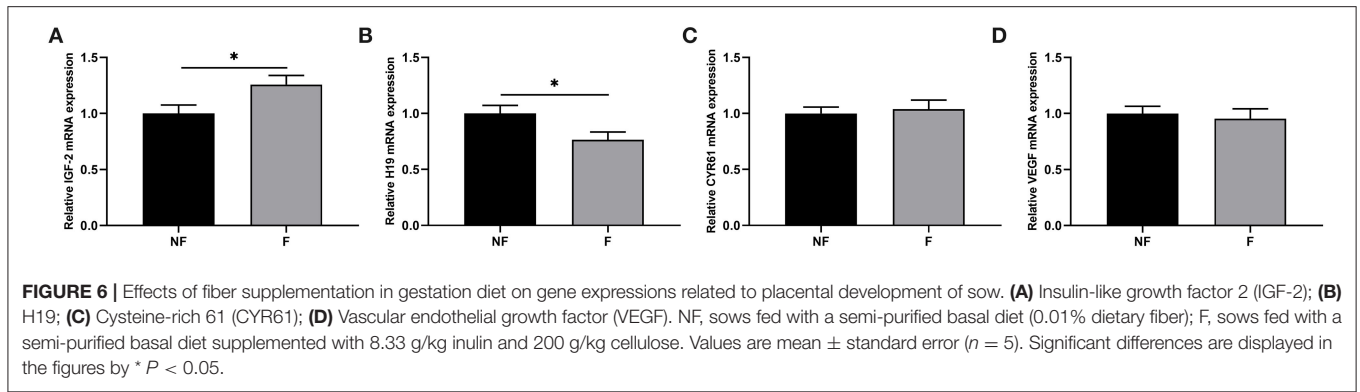 A
B
C
D
Relative IGF-2 mRNA expression
1.5
1.0
0.5
0.0
*
NF
F
Relative H19 mRNA expression
1.5
1.0
0.5
0.0
*
NF
F
Relative CYR61 mRNA expression
1.5
1.0
0.5
0.0
NF
F
Relative VEGF mRNA expression
1.5
1.0
0.5
0.0
NF
F
FIGURE 6 | Effects of fiber supplementation in gestation diet on gene expressions related to placental development of sow. (A) Insulin-like growth factor 2 (IGF-2); (B)
H19; (C) Cysteine-rich 61 (CYR61); (D) Vascular endothelial growth factor (VEGF). NF, sows fed with a semi-purified basal diet (0.01% dietary fiber); F, sows fed with a
semi-purified basal diet supplemented with 8.33 g/kg inulin and 200 g/kg cellulose. Values are mean ± standard error (n = 5). Significant differences are displayed in
the figures by * P < 0.05.